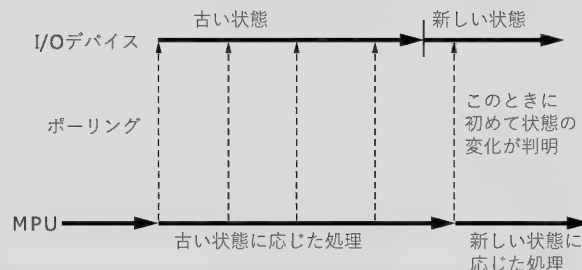 古い状態
新しい状態
I/Oデバイス
ポーリング
このときに
初めて状態の
変化が判明
MPU
古い状態に応じた処理
新しい状態に
応じた処理